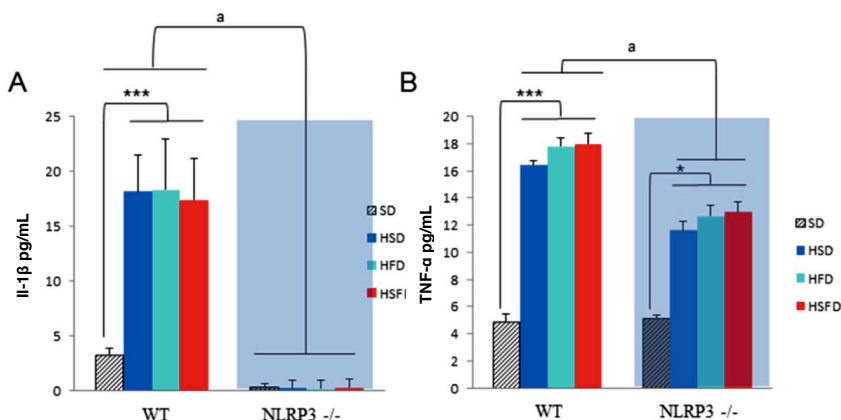 a
A
***
25
20
15
10
5
0
Il-1β pg/mL
SD
HSD
HFD
HSFI
WT
NLRP3 -/-
a
B
***
*
20
18
16
14
12
10
8
6
4
2
0
TNF-α pg/mL
SD
HSD
HFD
HSFD
WT
NLRP3 -/-